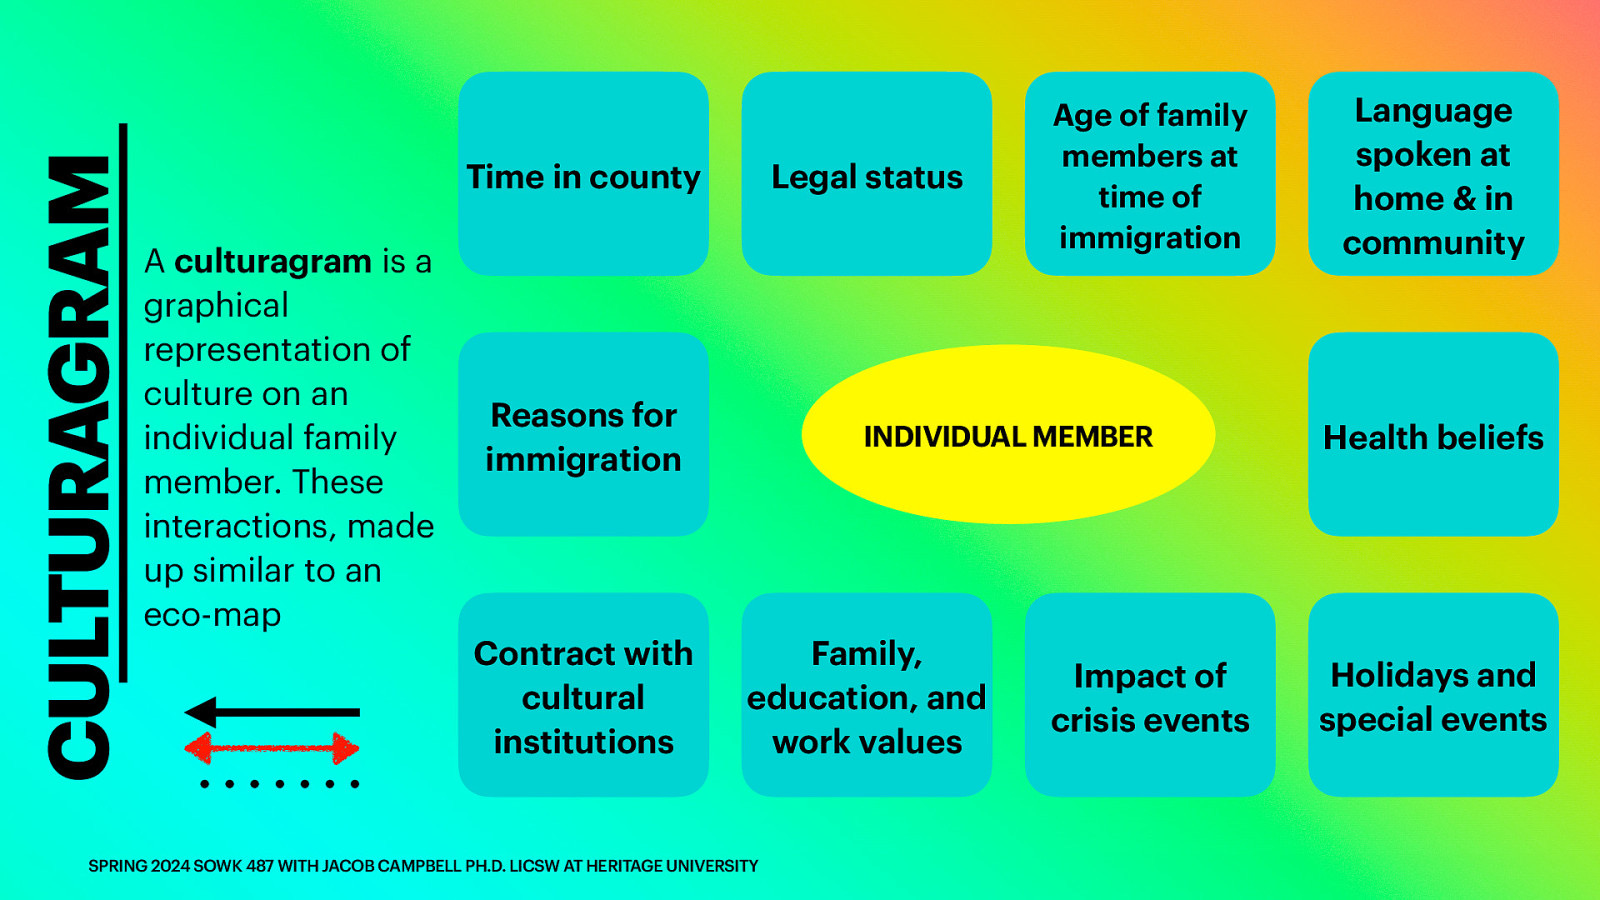 CULTURAGRAM
A culturagram is a
graphical
representation of
culture on an
individual family
member. These
interactions, made
up similar to an
eco-map
Time in county
Legal status
Age of family
members at
time of
immigration
Language
spoken at
home & in
community
Reasons for
immigration
INDIVIDUAL MEMBER
Health beliefs
Contract with
cultural
institutions
Family,
education, and
work values
Impact of
crisis events
Holidays and
special events
SPRING 2024 SOWK 487 WITH JACOB CAMPBELL PH.D. LICSW AT HERITAGE UNIVERSITY